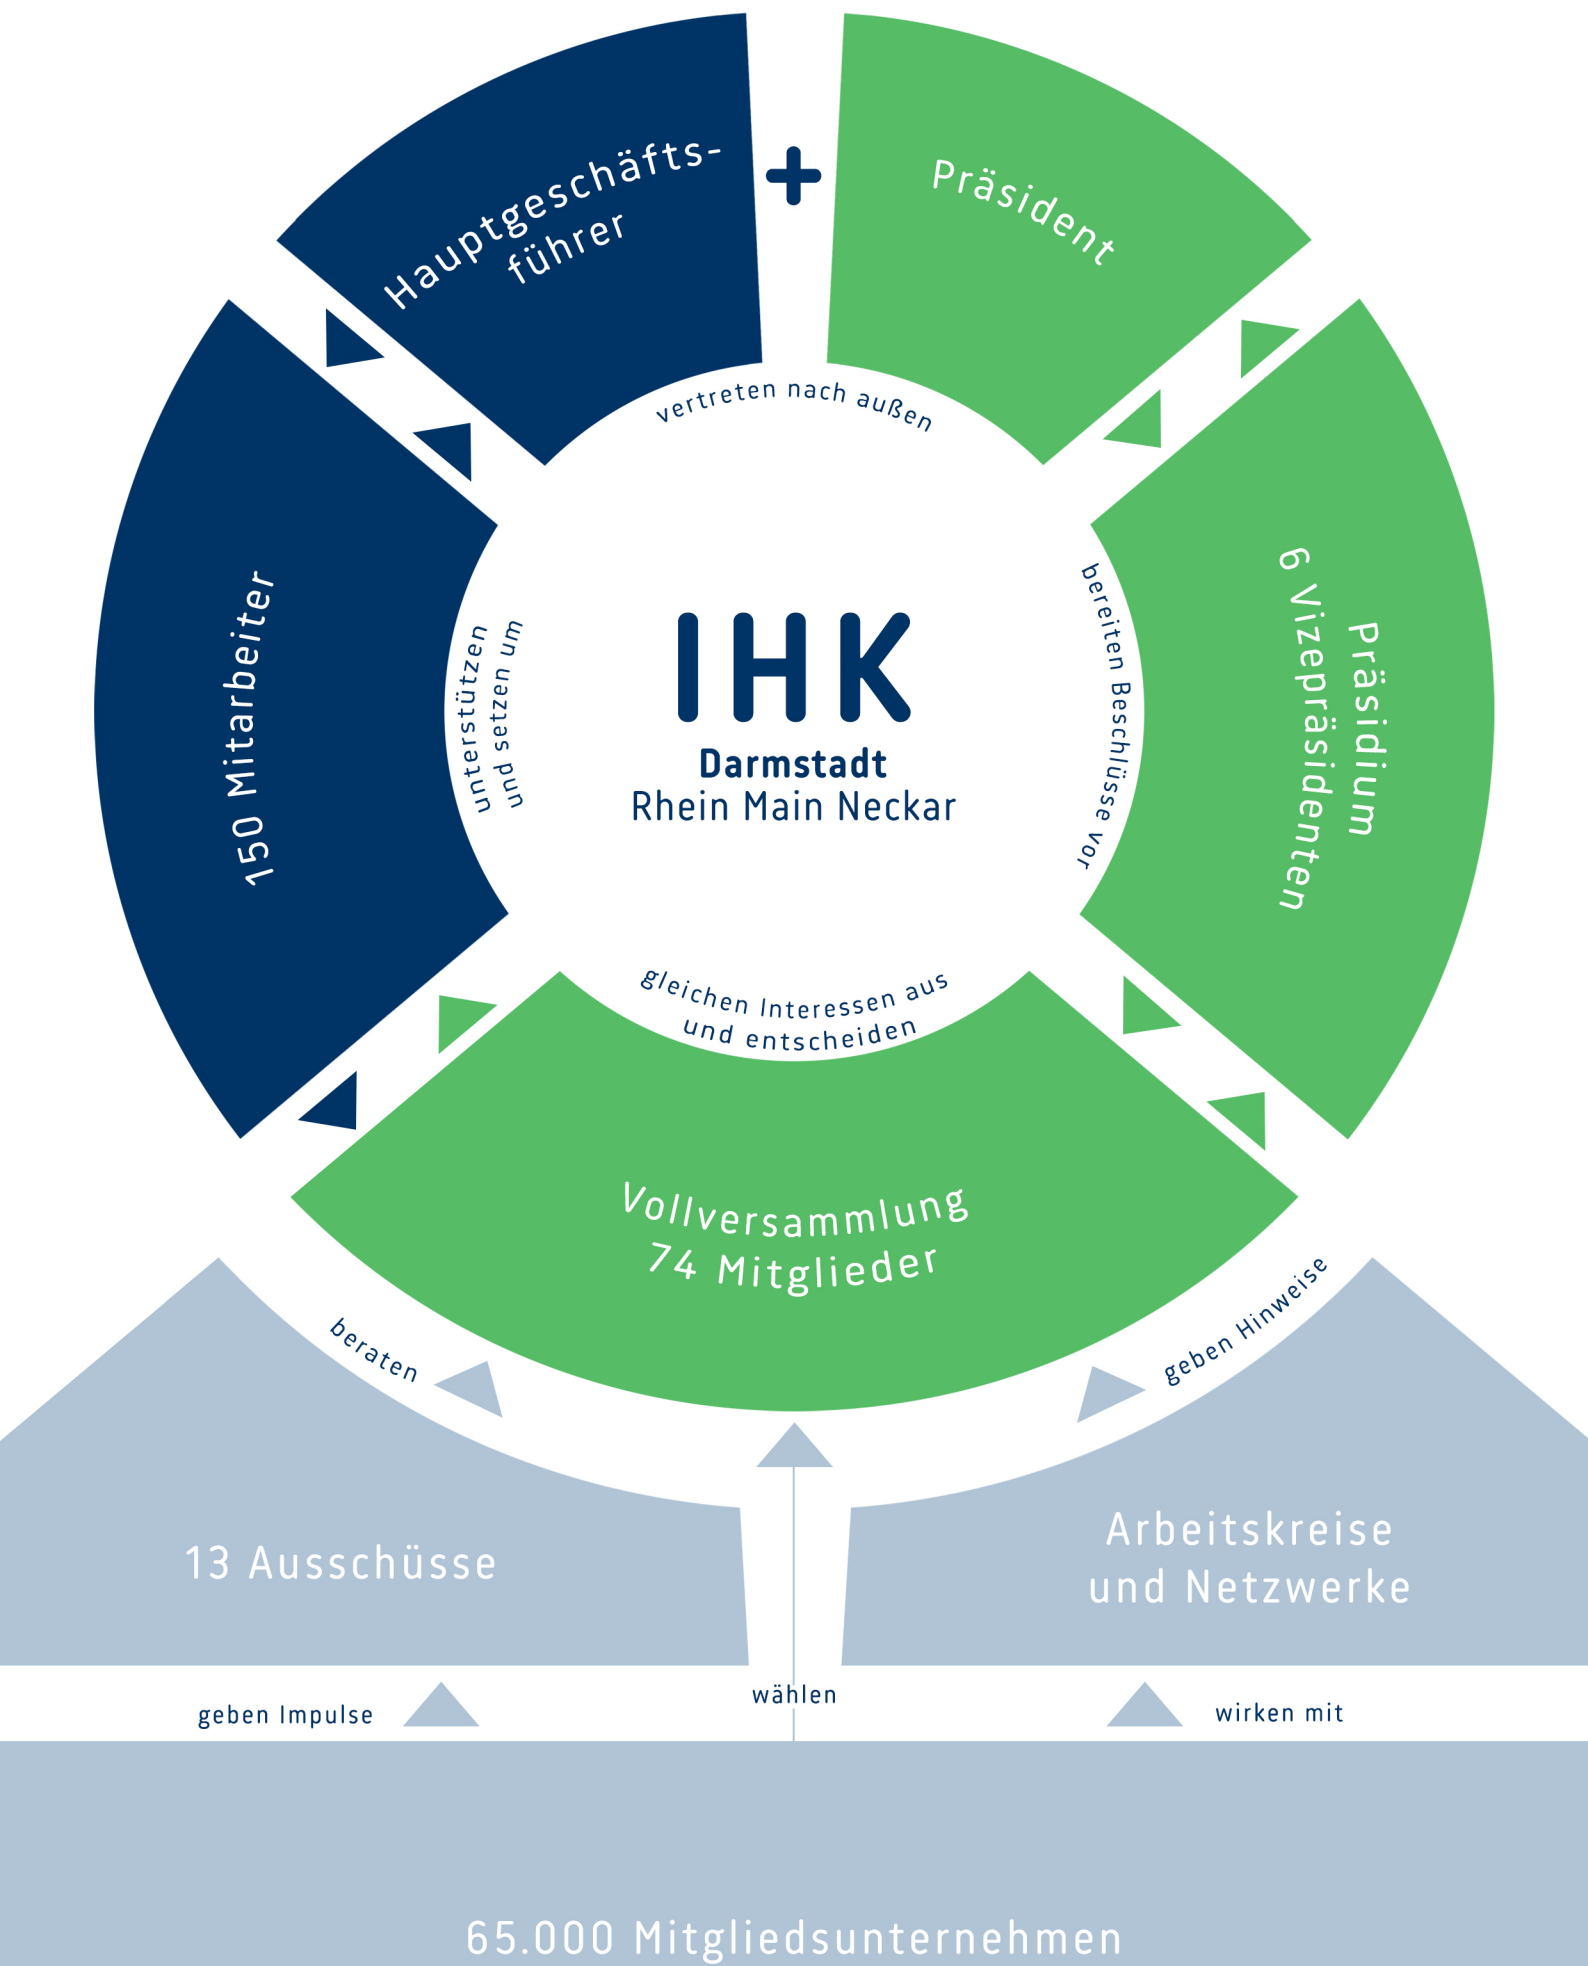 Hauptgeschäfts-
führer
+
Präsident
vertreten nach außen
150 Mitarbeiter
unterstützen
und setzen um
IHK
Darmstadt
Rhein Main Neckar
bereiten Beschlüsse vor
Präsidium
6 Vizepräsidenten
gleichen Interessen aus
und entscheiden
Vollversammlung
74 Mitglieder
beraten
geben Hinweise
13 Ausschüsse
Arbeitskreise
und Netzwerke
geben Impulse
wählen
wirken mit
65.000 Mitgliedsunternehmen